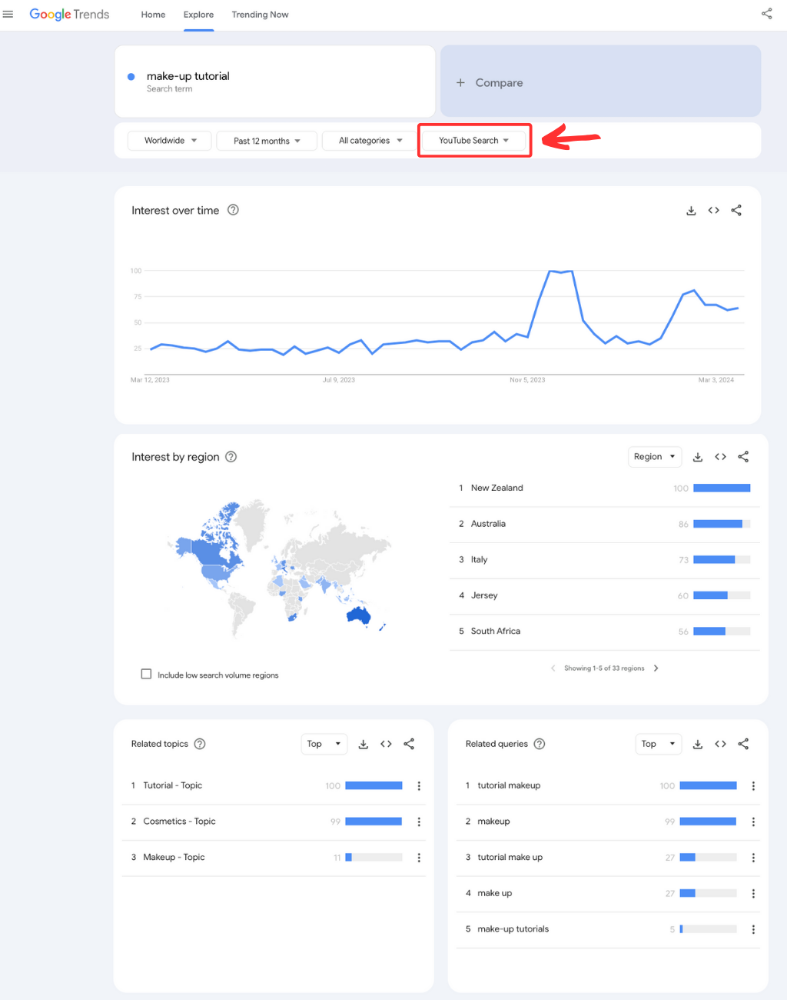 Google Trends Home Explore Trending Now
make-up tutorial
Search term
+ Compare
Worldwide Past 12 months All categories YouTube Search
Interest over time
100
75
50
25
Mar 12, 2023 Jul 9, 2023 Nov 5, 2023 Mar 3, 2024
Interest by region
Region
1 New Zealand 100
2 Australia 86
3 Italy 73
4 Jersey 60
5 South Africa 56
Include low search volume regions
Showing 1-5 of 33 regions
Related topics Top
1 Tutorial - Topic 100
2 Cosmetics - Topic 99
3 Makeup - Topic 11
Related queries Top
1 tutorial makeup 100
2 makeup 99
3 tutorial make up 27
4 make up 27
5 make-up tutorials 5